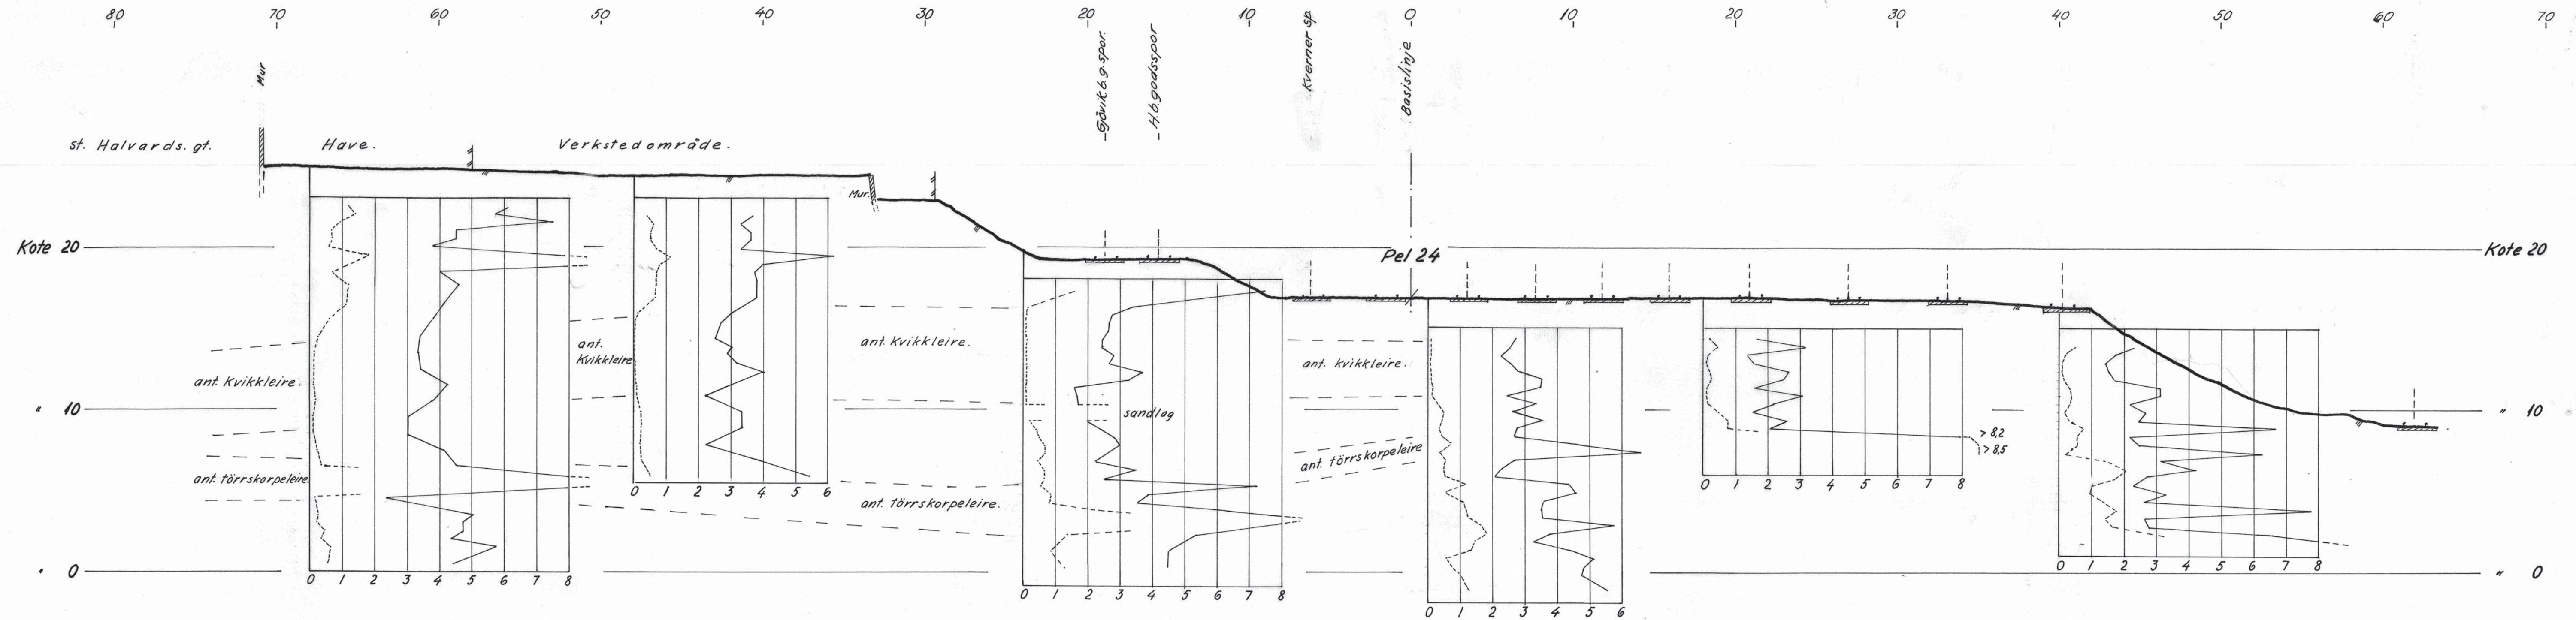 80 70 60 50 40 30 20 10 0 10 20 30 40 50 60 70
Mur
Gjövik b.g. spor.
H.b. godsspor
Kverner sp.
Basislinje
st. Halvards. gt.
Have.
Verkstedområde.
Mur.
Kote 20
Pel 24
Kote 20
ant. Kvikkleire.
ant.
Kvikkleire
ant. Kvikkleire.
ant. kvikkleire.
" 10
sandlag
" 10
> 8,2
> 8,5
ant. törrskorpeleire
ant. törrskorpeleire.
ant. törrskorpeleire
0 1 2 3 4 5 6
0 1 2 3 4 5 6 7 8
" 0
" 0
0 1 2 3 4 5 6 7 8
0 1 2 3 4 5 6 7 8
0 1 2 3 4 5 6
0 1 2 3 4 5 6 7 8